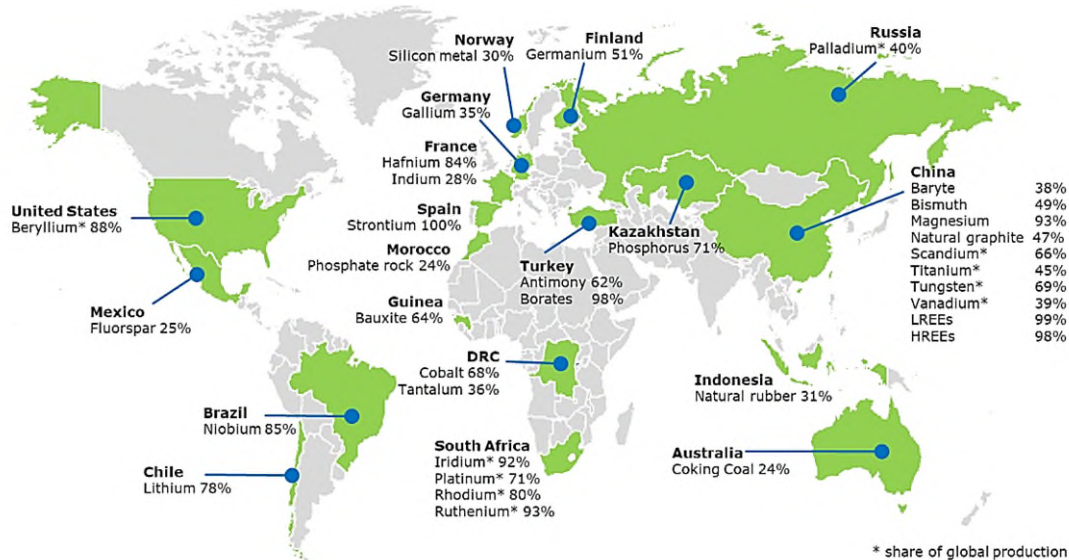 Norway
Silicon metal 30%
Finland
Germanium 51%
Russia
Palladium* 40%
Germany
Gallium 35%
France
Hafnium 84%
Indium 28%
Spain
Strontium 100%
Morocco
Phosphate rock 24%
Guinea
Bauxite 64%
United States
Beryllium* 88%
Mexico
Fluorspar 25%
Turkey
Antimony 62%
Borates 98%
Kazakhstan
Phosphorus 71%
China
Baryte 38%
Bismuth 49%
Magnesium 93%
Natural graphite 47%
Scandium* 66%
Titanium* 45%
Tungsten* 69%
Vanadium* 39%
LREEs 99%
HREEs 98%
DRC
Cobalt 68%
Tantalum 36%
Indonesia
Natural rubber 31%
Brazil
Niobium 85%
Chile
Lithium 78%
South Africa
Iridium* 92%
Platinum* 71%
Rhodium* 80%
Ruthenium* 93%
Australia
Coking Coal 24%
* share of global production